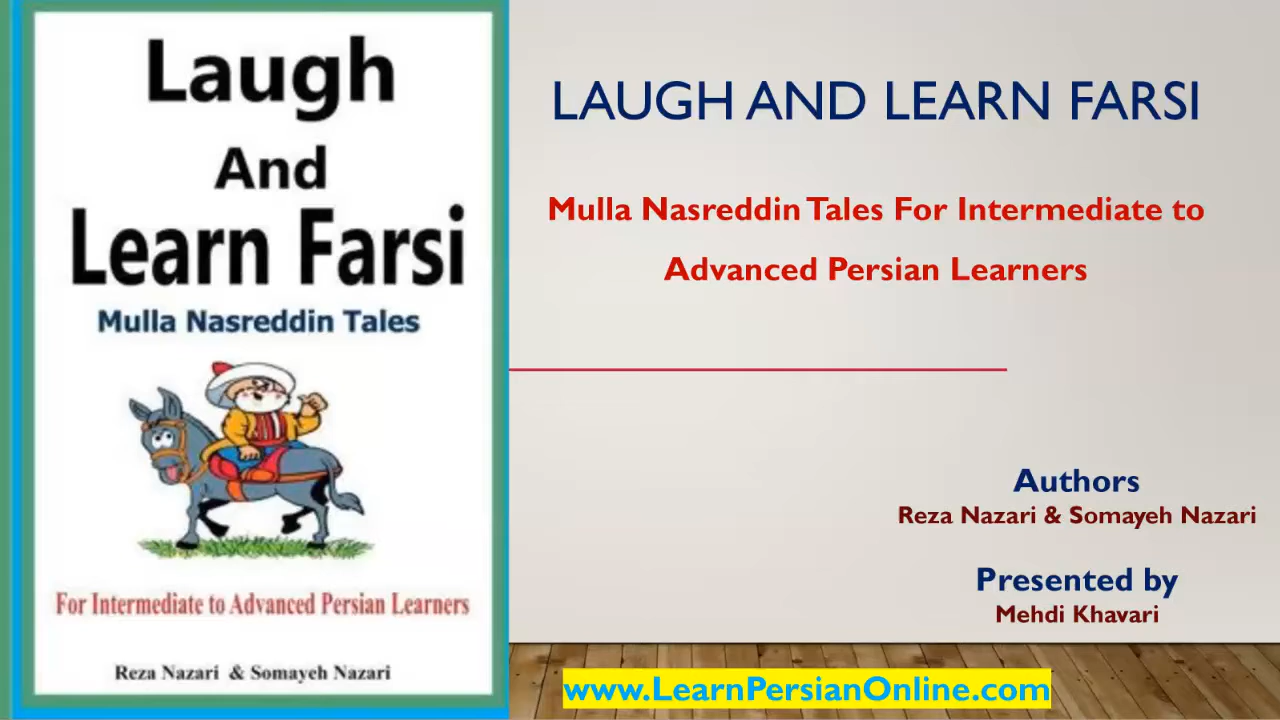 Laugh
And
Learn Farsi
Mulla Nasreddin Tales
For Intermediate to Advanced Persian Learners
Reza Nazari & Somayeh Nazari
LAUGH AND LEARN FARSI
Mulla Nasreddin Tales For Intermediate to
Advanced Persian Learners
Authors
Reza Nazari & Somayeh Nazari
Presented by
Mehdi Khavari
www.LearnPersianOnline.com